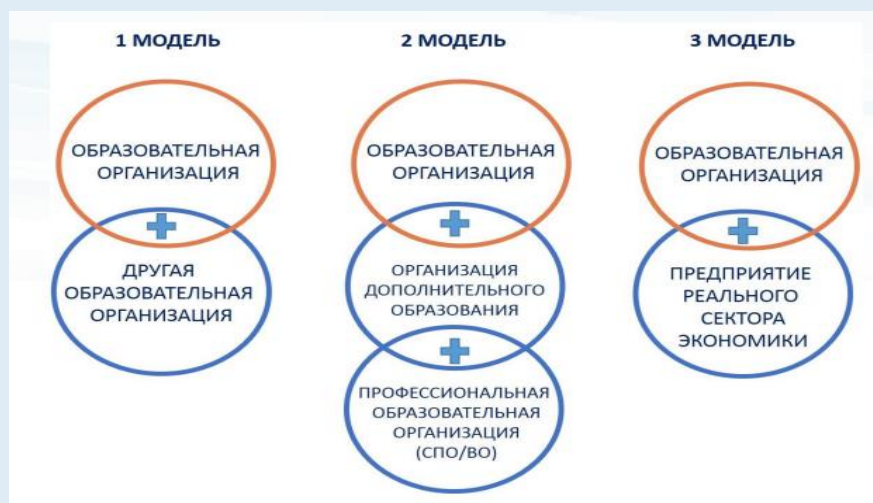 1 МОДЕЛЬ
ОБРАЗОВАТЕЛЬНАЯ
ОРГАНИЗАЦИЯ
ДРУГАЯ
ОБРАЗОВАТЕЛЬНАЯ
ОРГАНИЗАЦИЯ
2 МОДЕЛЬ
ОБРАЗОВАТЕЛЬНАЯ
ОРГАНИЗАЦИЯ
ОРГАНИЗАЦИЯ
ДОПОЛНИТЕЛЬНОГО
ОБРАЗОВАНИЯ
ПРОФЕССИОНАЛЬНАЯ
ОБРАЗОВАТЕЛЬНАЯ
ОРГАНИЗАЦИЯ
(СПО/ВО)
3 МОДЕЛЬ
ОБРАЗОВАТЕЛЬНАЯ
ОРГАНИЗАЦИЯ
ПРЕДПРИЯТИЕ
РЕАЛЬНОГО
СЕКТОРА
ЭКОНОМИКИ